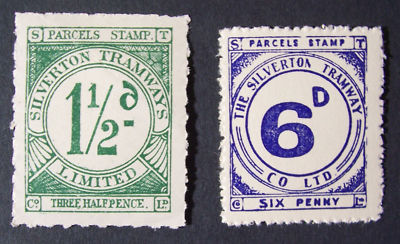 S PARCELS STAMP. T
SILVERTON TRAMWAYS
1½d
LIMITED
Co THREE HALFPENCE. LD.
S PARCELS STAMP T
THE SILVERTON TRAMWAY
6D
CO LTD
C SIX PENNY LD.